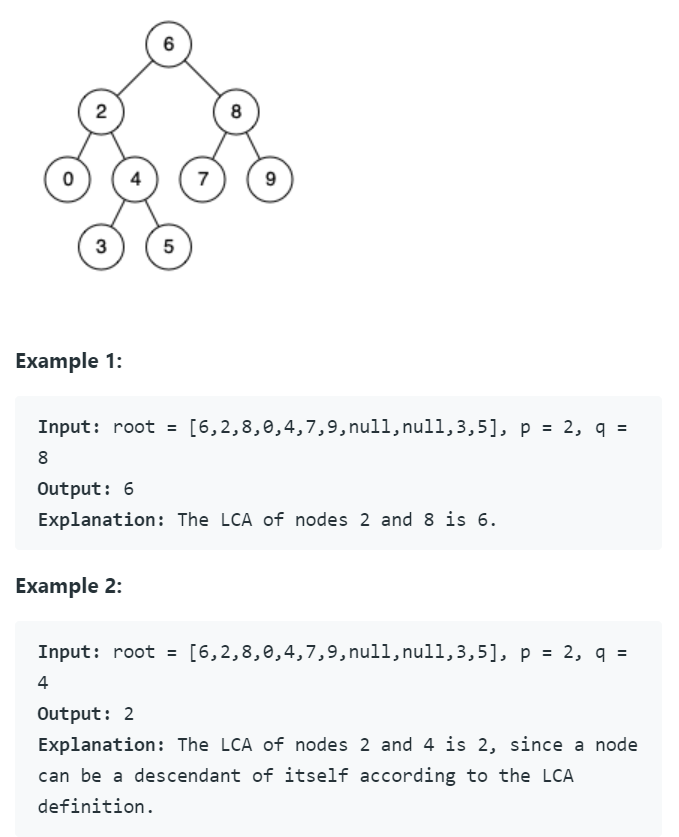 6
2 8
0 4 7 9
3 5
Example 1:
Input: root = [6,2,8,0,4,7,9,null,null,3,5], p = 2, q =
8
Output: 6
Explanation: The LCA of nodes 2 and 8 is 6.
Example 2:
Input: root = [6,2,8,0,4,7,9,null,null,3,5], p = 2, q =
4
Output: 2
Explanation: The LCA of nodes 2 and 4 is 2, since a node
can be a descendant of itself according to the LCA
definition.